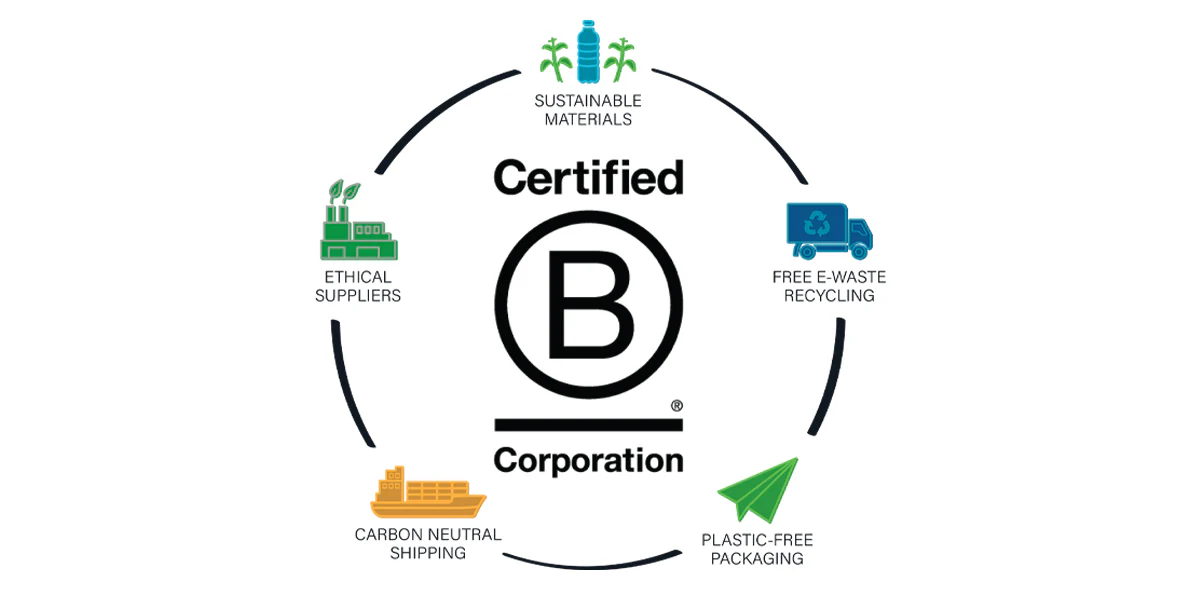 SUSTAINABLE
MATERIALS
Certified
B
®
Corporation
ETHICAL
SUPPLIERS
FREE E-WASTE
RECYCLING
CARBON NEUTRAL
SHIPPING
PLASTIC-FREE
PACKAGING